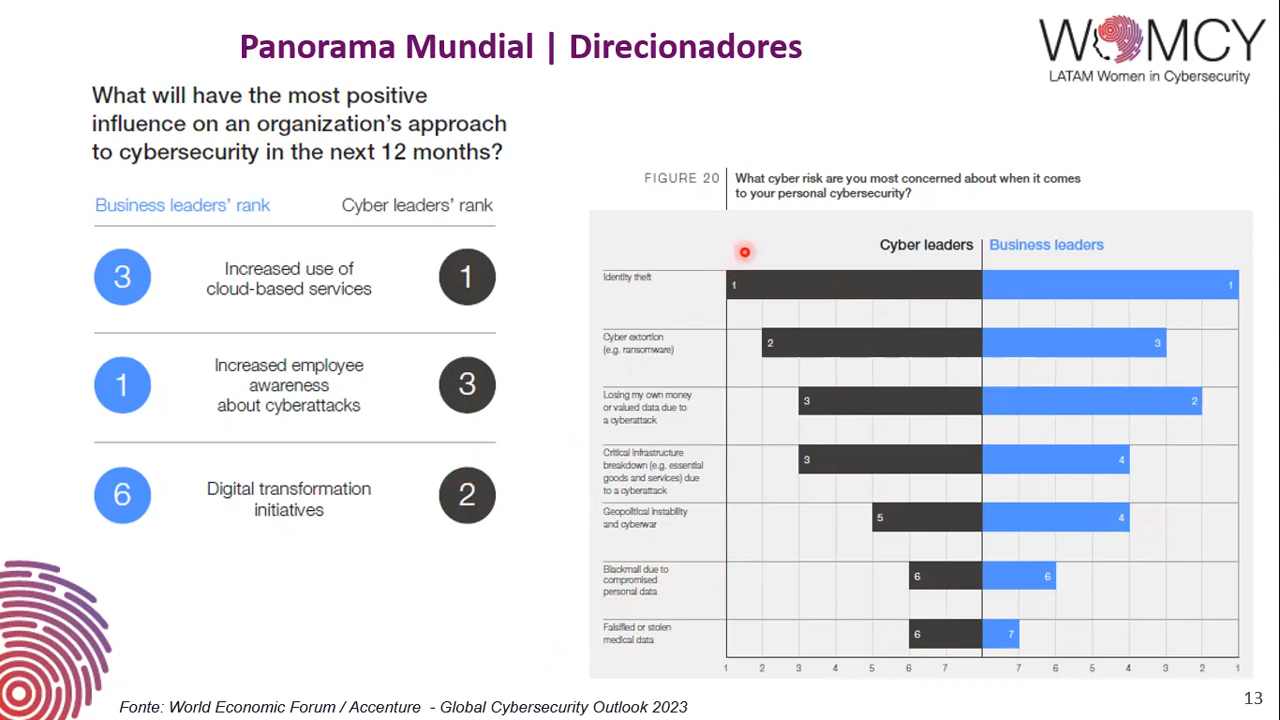 Panorama Mundial | Direcionadores
WOMCY
LATAM Women in Cybersecurity
What will have the most positive
influence on an organization's approach
to cybersecurity in the next 12 months?
Business leaders' rank
Cyber leaders' rank
3
Increased use of
cloud-based services
1
1
Increased employee
awareness
about cyberattacks
3
6
Digital transformation
initiatives
2
FIGURE 20
What cyber risk are you most concerned about when it comes
to your personal cybersecurity?
Cyber leaders
Business leaders
Identity theft
1
1
Cyber extortion
(e.g. ransomware)
2
3
Losing my own money
or valued data due to
a cyberattack
3
2
Critical infrastructure
breakdown (e.g. essential
goods and services) due
to a cyberattack
3
4
Geopolitical instability
and cyberwar
5
4
Blackmail due to
compromised
personal data
6
6
Falsified or stolen
medical data
6
7
1 2 3 4 5 6 7 7 6 5 4 3 2 1
Fonte: World Economic Forum / Accenture - Global Cybersecurity Outlook 2023
13